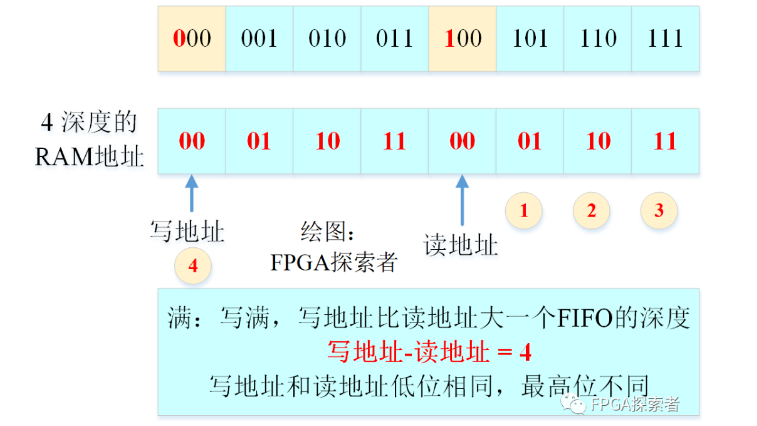 000 001 010 011 100 101 110 111
4 深度的
RAM地址
00 01 10 11 00 01 10 11
写地址
4
绘图：
FPGA探索者
读地址
1 2 3
满：写满，写地址比读地址大一个FIFO的深度
写地址-读地址 = 4
写地址和读地址低位相同，最高位不同
FPGA探索者